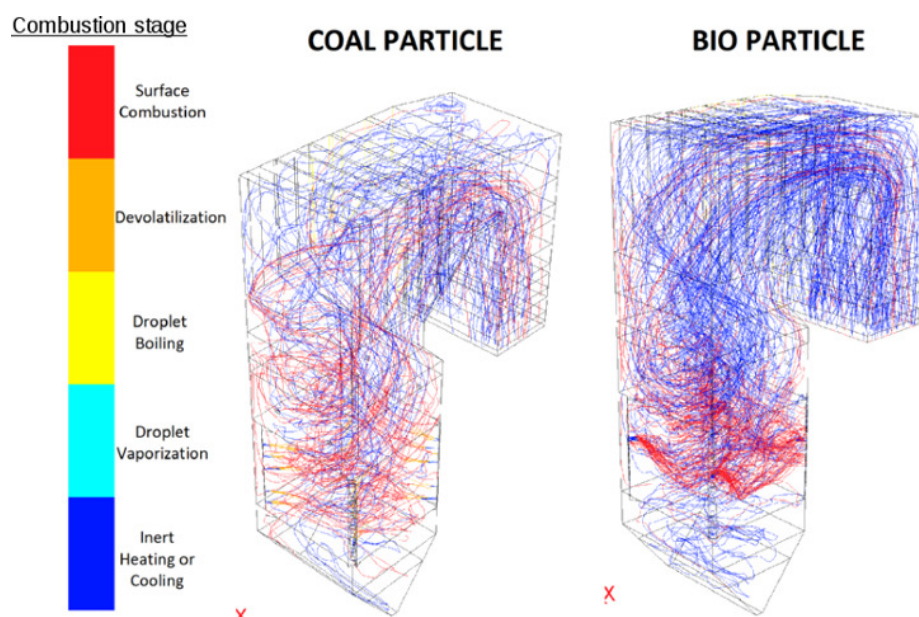 Combustion stage
COAL PARTICLE
BIO PARTICLE
Surface
Combustion
Devolatilization
Droplet
Boiling
Droplet
Vaporization
Inert
Heating or
Cooling
X
X